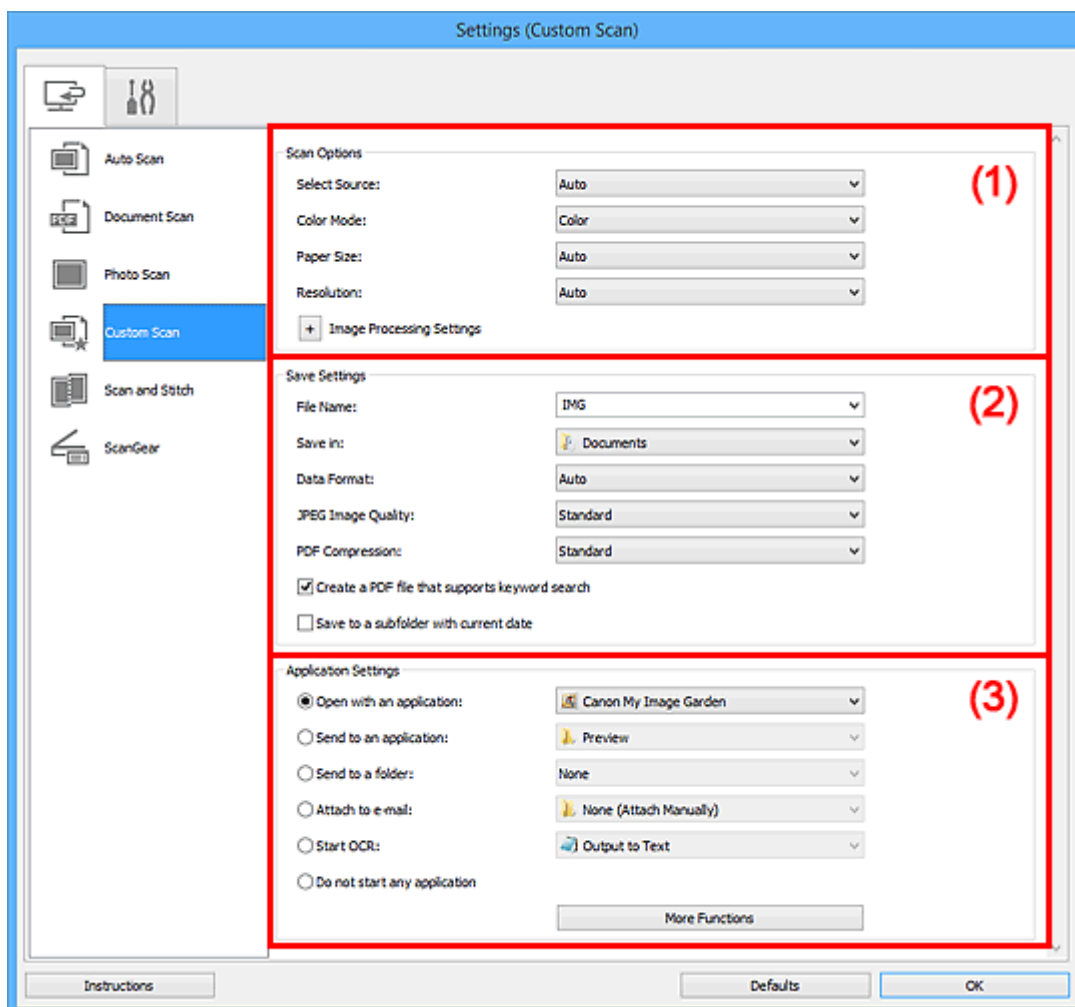 Settings (Custom Scan)
Auto Scan
PDF Document Scan
Photo Scan
Custom Scan
Scan and Stitch
ScanGear
Scan Options (1)
Select Source: Auto
Color Mode: Color
Paper Size: Auto
Resolution: Auto
+ Image Processing Settings
Save Settings (2)
File Name: IMG
Save in: Documents
Data Format: Auto
JPEG Image Quality: Standard
PDF Compression: Standard
Create a PDF file that supports keyword search
Save to a subfolder with current date
Application Settings (3)
Open with an application: Canon My Image Garden
Send to an application: Preview
Send to a folder: None
Attach to e-mail: None (Attach Manually)
Start OCR: Output to Text
Do not start any application
More Functions
Instructions Defaults OK